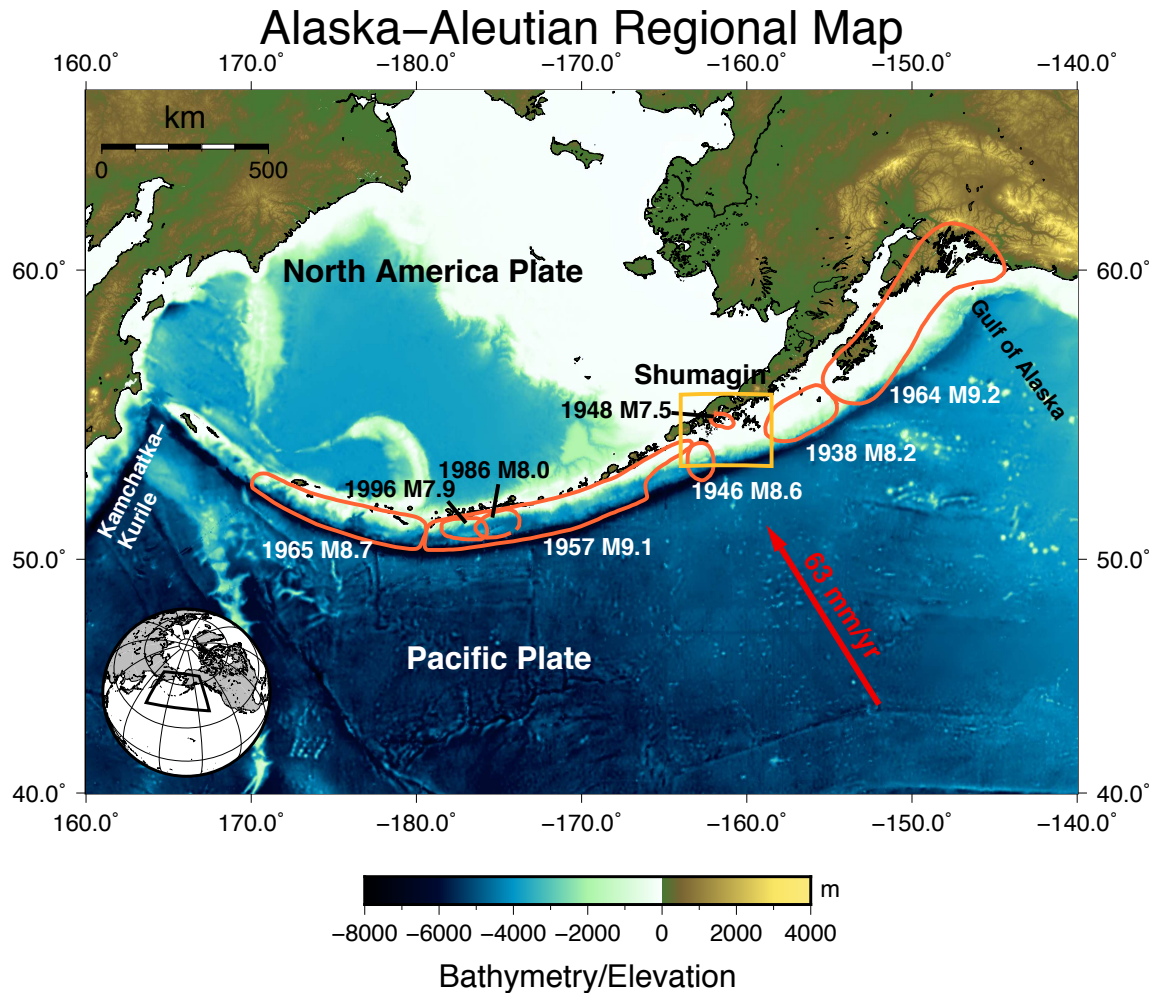 Alaska–Aleutian Regional Map
160.0˚ 170.0˚ −180.0˚ −170.0˚ −160.0˚ −150.0˚ −140.0˚
km
0 500
60.0˚ 60.0˚
North America Plate
Gulf of Alaska
Shumagin
1948 M7.5
1964 M9.2
1938 M8.2
1986 M8.0
1996 M7.9
1946 M8.6
Kamchatka–
Kurile
1965 M8.7
1957 M9.1
50.0˚ 50.0˚
63 mm/yr
Pacific Plate
40.0˚ 40.0˚
160.0˚ 170.0˚ −180.0˚ −170.0˚ −160.0˚ −150.0˚ −140.0˚
m
−8000 −6000 −4000 −2000 0 2000 4000
Bathymetry/Elevation